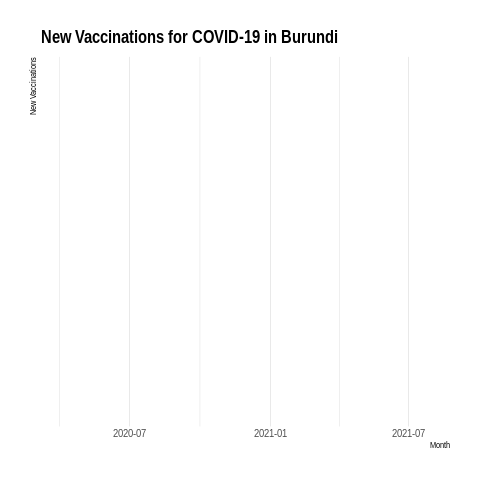 New Vaccinations for COVID-19 in Burundi
New Vaccinations
2020-07
2021-01
2021-07
Month